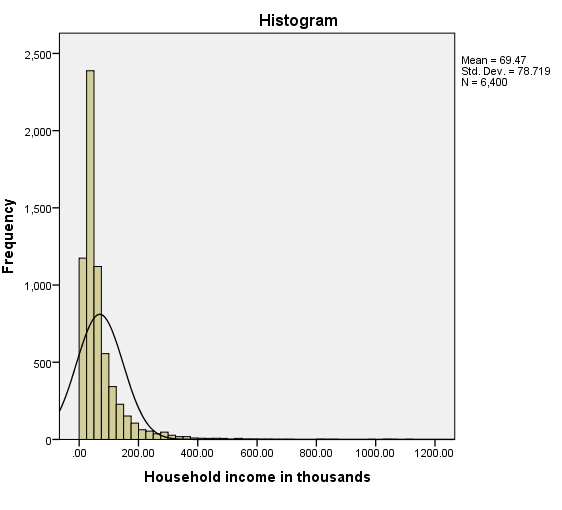 Histogram
Mean = 69.47
Std. Dev. = 78.719
N = 6,400
2,500
2,000
1,500
1,000
500
0
Frequency
.00 200.00 400.00 600.00 800.00 1000.00 1200.00
Household income in thousands